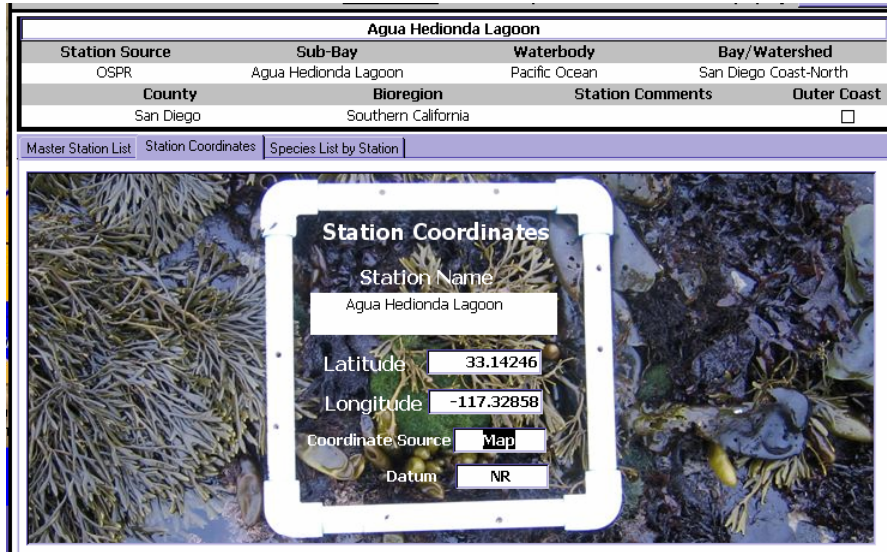 Agua Hedionda Lagoon
Station Source Sub-Bay Waterbody Bay/Watershed
OSPR Agua Hedionda Lagoon Pacific Ocean San Diego Coast-North
County Bioregion Station Comments Outer Coast
San Diego Southern California
Master Station List Station Coordinates Species List by Station
Station Coordinates
Station Name
Agua Hedionda Lagoon
Latitude 33.14246
Longitude -117.32858
Coordinate Source Map
Datum NR